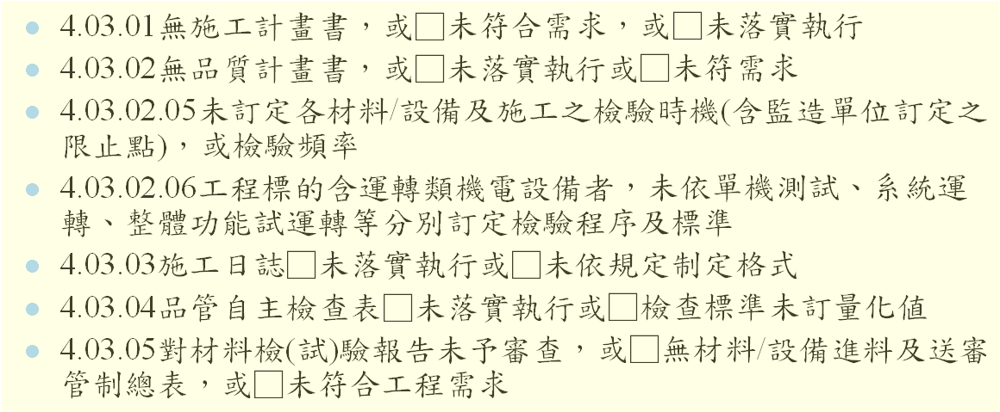 • 4.03.01無施工計畫書，或□未符合需求，或□未落實執行
• 4.03.02無品質計畫書，或□未落實執行或□未符需求
• 4.03.02.05未訂定各材料/設備及施工之檢驗時機(含監造單位訂定之
限止點)，或檢驗頻率
• 4.03.02.06工程標的含運轉類機電設備者，未依單機測試、系統運
轉、整體功能試運轉等分別訂定檢驗程序及標準
• 4.03.03施工日誌□未落實執行或□未依規定制定格式
• 4.03.04品管自主檢查表□未落實執行或□檢查標準未訂量化值
• 4.03.05對材料檢(試)驗報告未予審查，或□無材料/設備進料及送審
管制總表，或□未符合工程需求